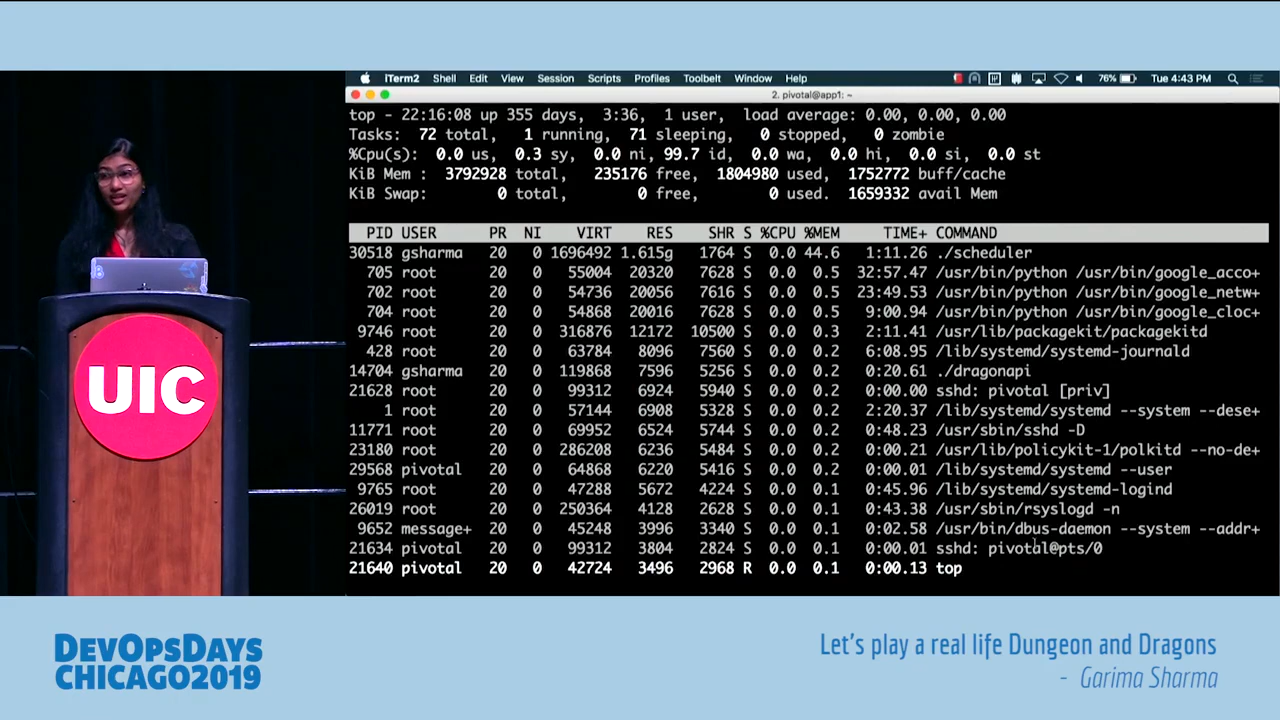 iTerm2 Shell Edit View Session Scripts Profiles Toolbelt Window Help 76% Tue 4:43 PM
2. pivotal@app1: ~
top - 22:16:08 up 355 days, 3:36, 1 user, load average: 0.00, 0.00, 0.00
Tasks: 72 total, 1 running, 71 sleeping, 0 stopped, 0 zombie
%Cpu(s): 0.0 us, 0.3 sy, 0.0 ni, 99.7 id, 0.0 wa, 0.0 hi, 0.0 si, 0.0 st
KiB Mem : 3792928 total, 235176 free, 1804980 used, 1752772 buff/cache
KiB Swap: 0 total, 0 free, 0 used. 1659332 avail Mem
PID USER PR NI VIRT RES SHR S %CPU %MEM TIME+ COMMAND
30518 gsharma 20 0 1696492 1.615g 1764 S 0.0 44.6 1:11.26 ./scheduler
705 root 20 0 55004 20320 7628 S 0.0 0.5 32:57.47 /usr/bin/python /usr/bin/google_acco+
702 root 20 0 54736 20056 7616 S 0.0 0.5 23:49.53 /usr/bin/python /usr/bin/google_netw+
704 root 20 0 54868 20016 7628 S 0.0 0.5 9:00.94 /usr/bin/python /usr/bin/google_cloc+
9746 root 20 0 316876 12172 10500 S 0.0 0.3 2:11.41 /usr/lib/packagekit/packagekitd
428 root 20 0 63784 8096 7560 S 0.0 0.2 6:08.95 /lib/systemd/systemd-journald
14704 gsharma 20 0 119868 7596 5256 S 0.0 0.2 0:20.61 ./dragonapi
21628 root 20 0 99312 6924 5940 S 0.0 0.2 0:00.00 sshd: pivotal [priv]
1 root 20 0 57144 6908 5328 S 0.0 0.2 2:20.37 /lib/systemd/systemd --system --dese+
11771 root 20 0 69952 6524 5744 S 0.0 0.2 0:48.23 /usr/sbin/sshd -D
23180 root 20 0 286208 6236 5484 S 0.0 0.2 0:00.21 /usr/lib/policykit-1/polkitd --no-de+
29568 pivotal 20 0 64868 6220 5416 S 0.0 0.2 0:00.01 /lib/systemd/systemd --user
9765 root 20 0 47288 5672 4224 S 0.0 0.1 0:45.96 /lib/systemd/systemd-logind
26019 root 20 0 250364 4128 2628 S 0.0 0.1 0:43.38 /usr/sbin/rsyslogd -n
9652 message+ 20 0 45248 3996 3340 S 0.0 0.1 0:02.58 /usr/bin/dbus-daemon --system --addr+
21634 pivotal 20 0 99312 3804 2824 S 0.0 0.1 0:00.01 sshd: pivotal@pts/0
21640 pivotal 20 0 42724 3496 2968 R 0.0 0.1 0:00.13 top
UIC
DEVOPSDAYS
CHICAGO2019
Let's play a real life Dungeon and Dragons
- Garima Sharma